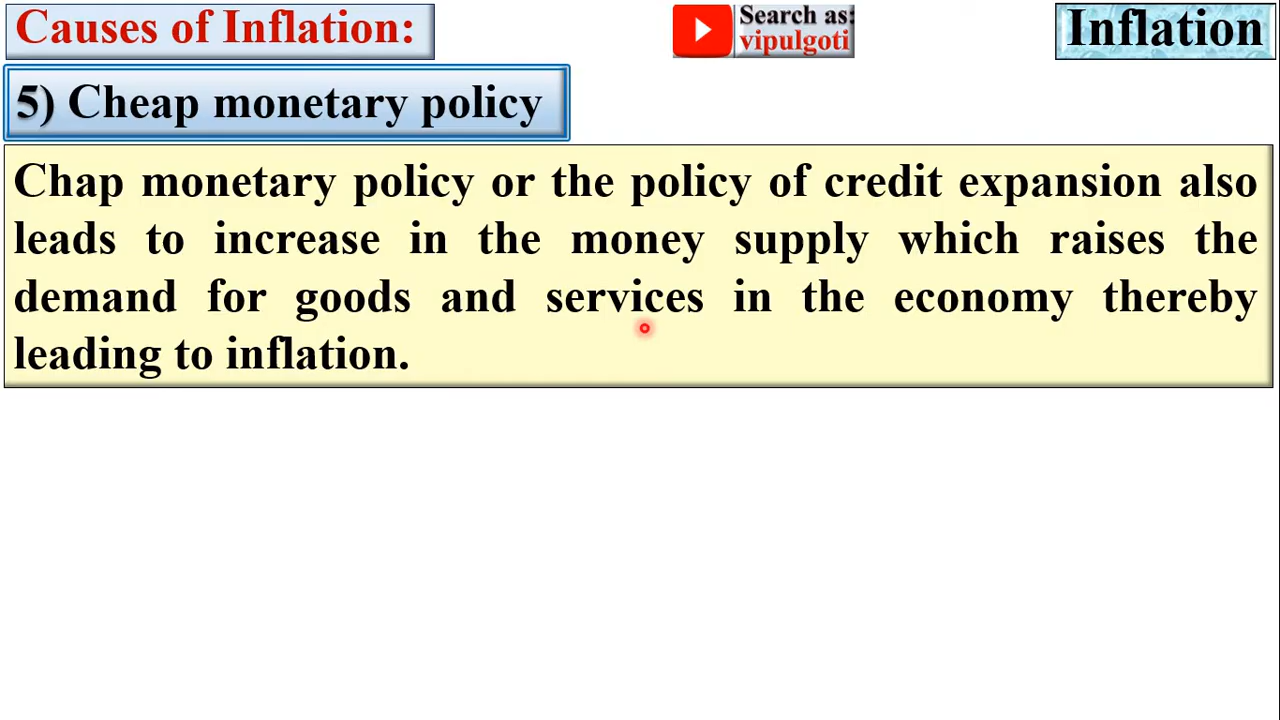 Causes of Inflation:
Search as:
vipulgoti
Inflation
5) Cheap monetary policy
Chap monetary policy or the policy of credit expansion also
leads to increase in the money supply which raises the
demand for goods and services in the economy thereby
leading to inflation.